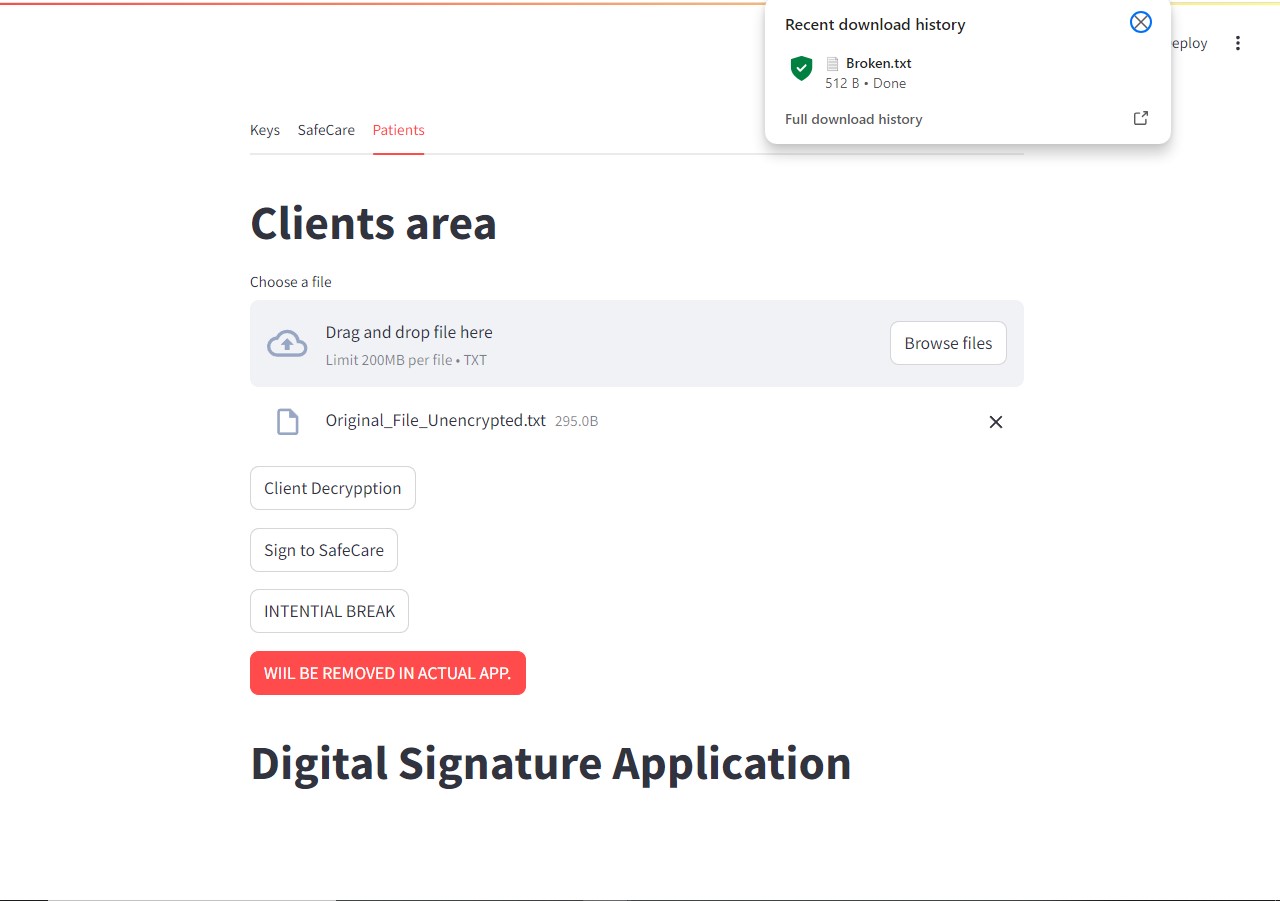 Recent download history
Broken.txt
512 B • Done
Full download history
eploy
Keys SafeCare Patients
Clients area
Choose a file
Drag and drop file here
Limit 200MB per file • TXT
Browse files
Original_File_Unencrypted.txt 295.0B
Client Decrypption
Sign to SafeCare
INTENTIAL BREAK
WIIL BE REMOVED IN ACTUAL APP.
Digital Signature Application